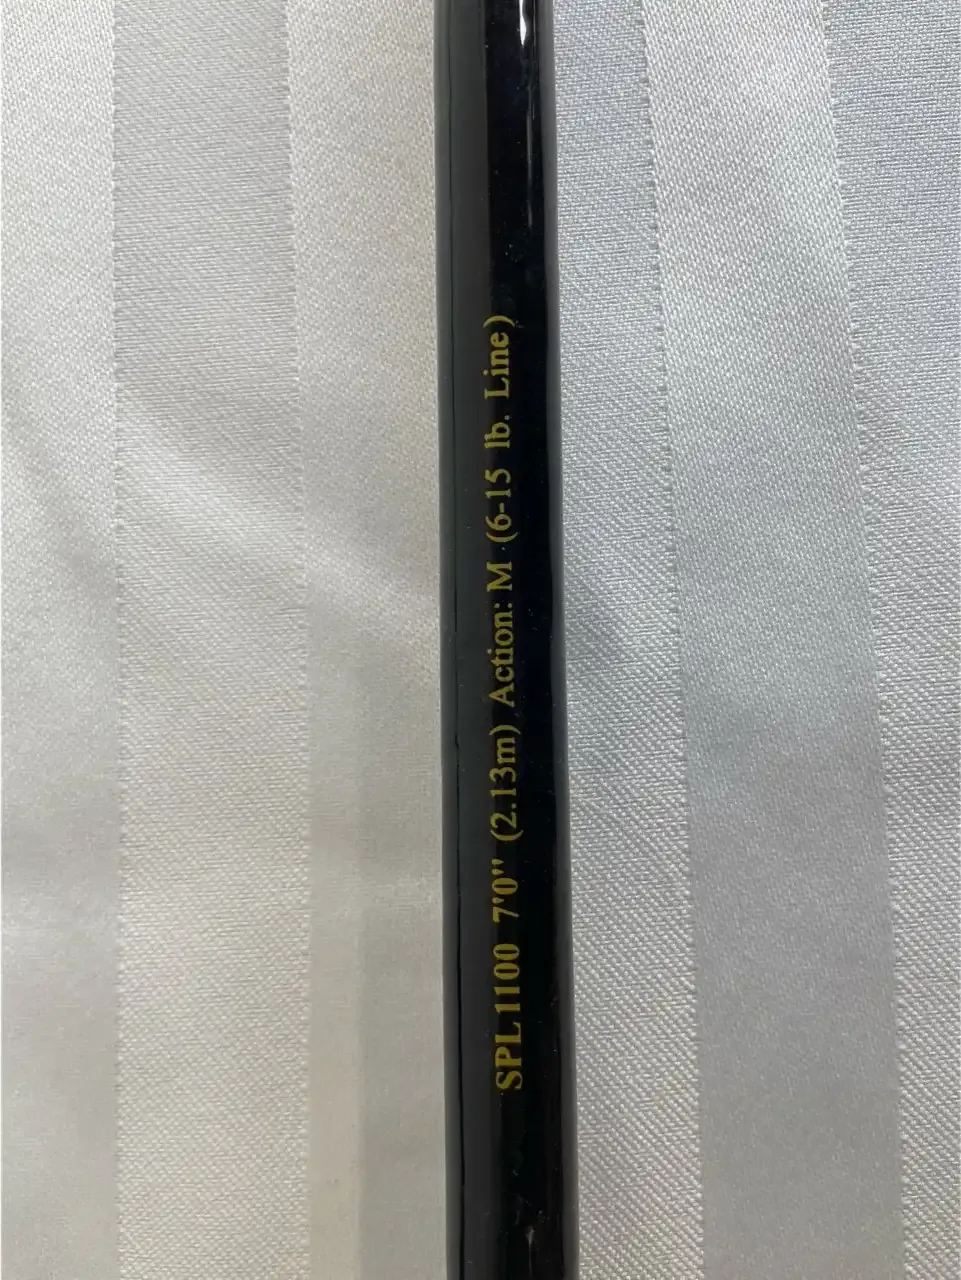 SPL1100 7'0" (2.13m) Action: M (6-15 lb. Line)